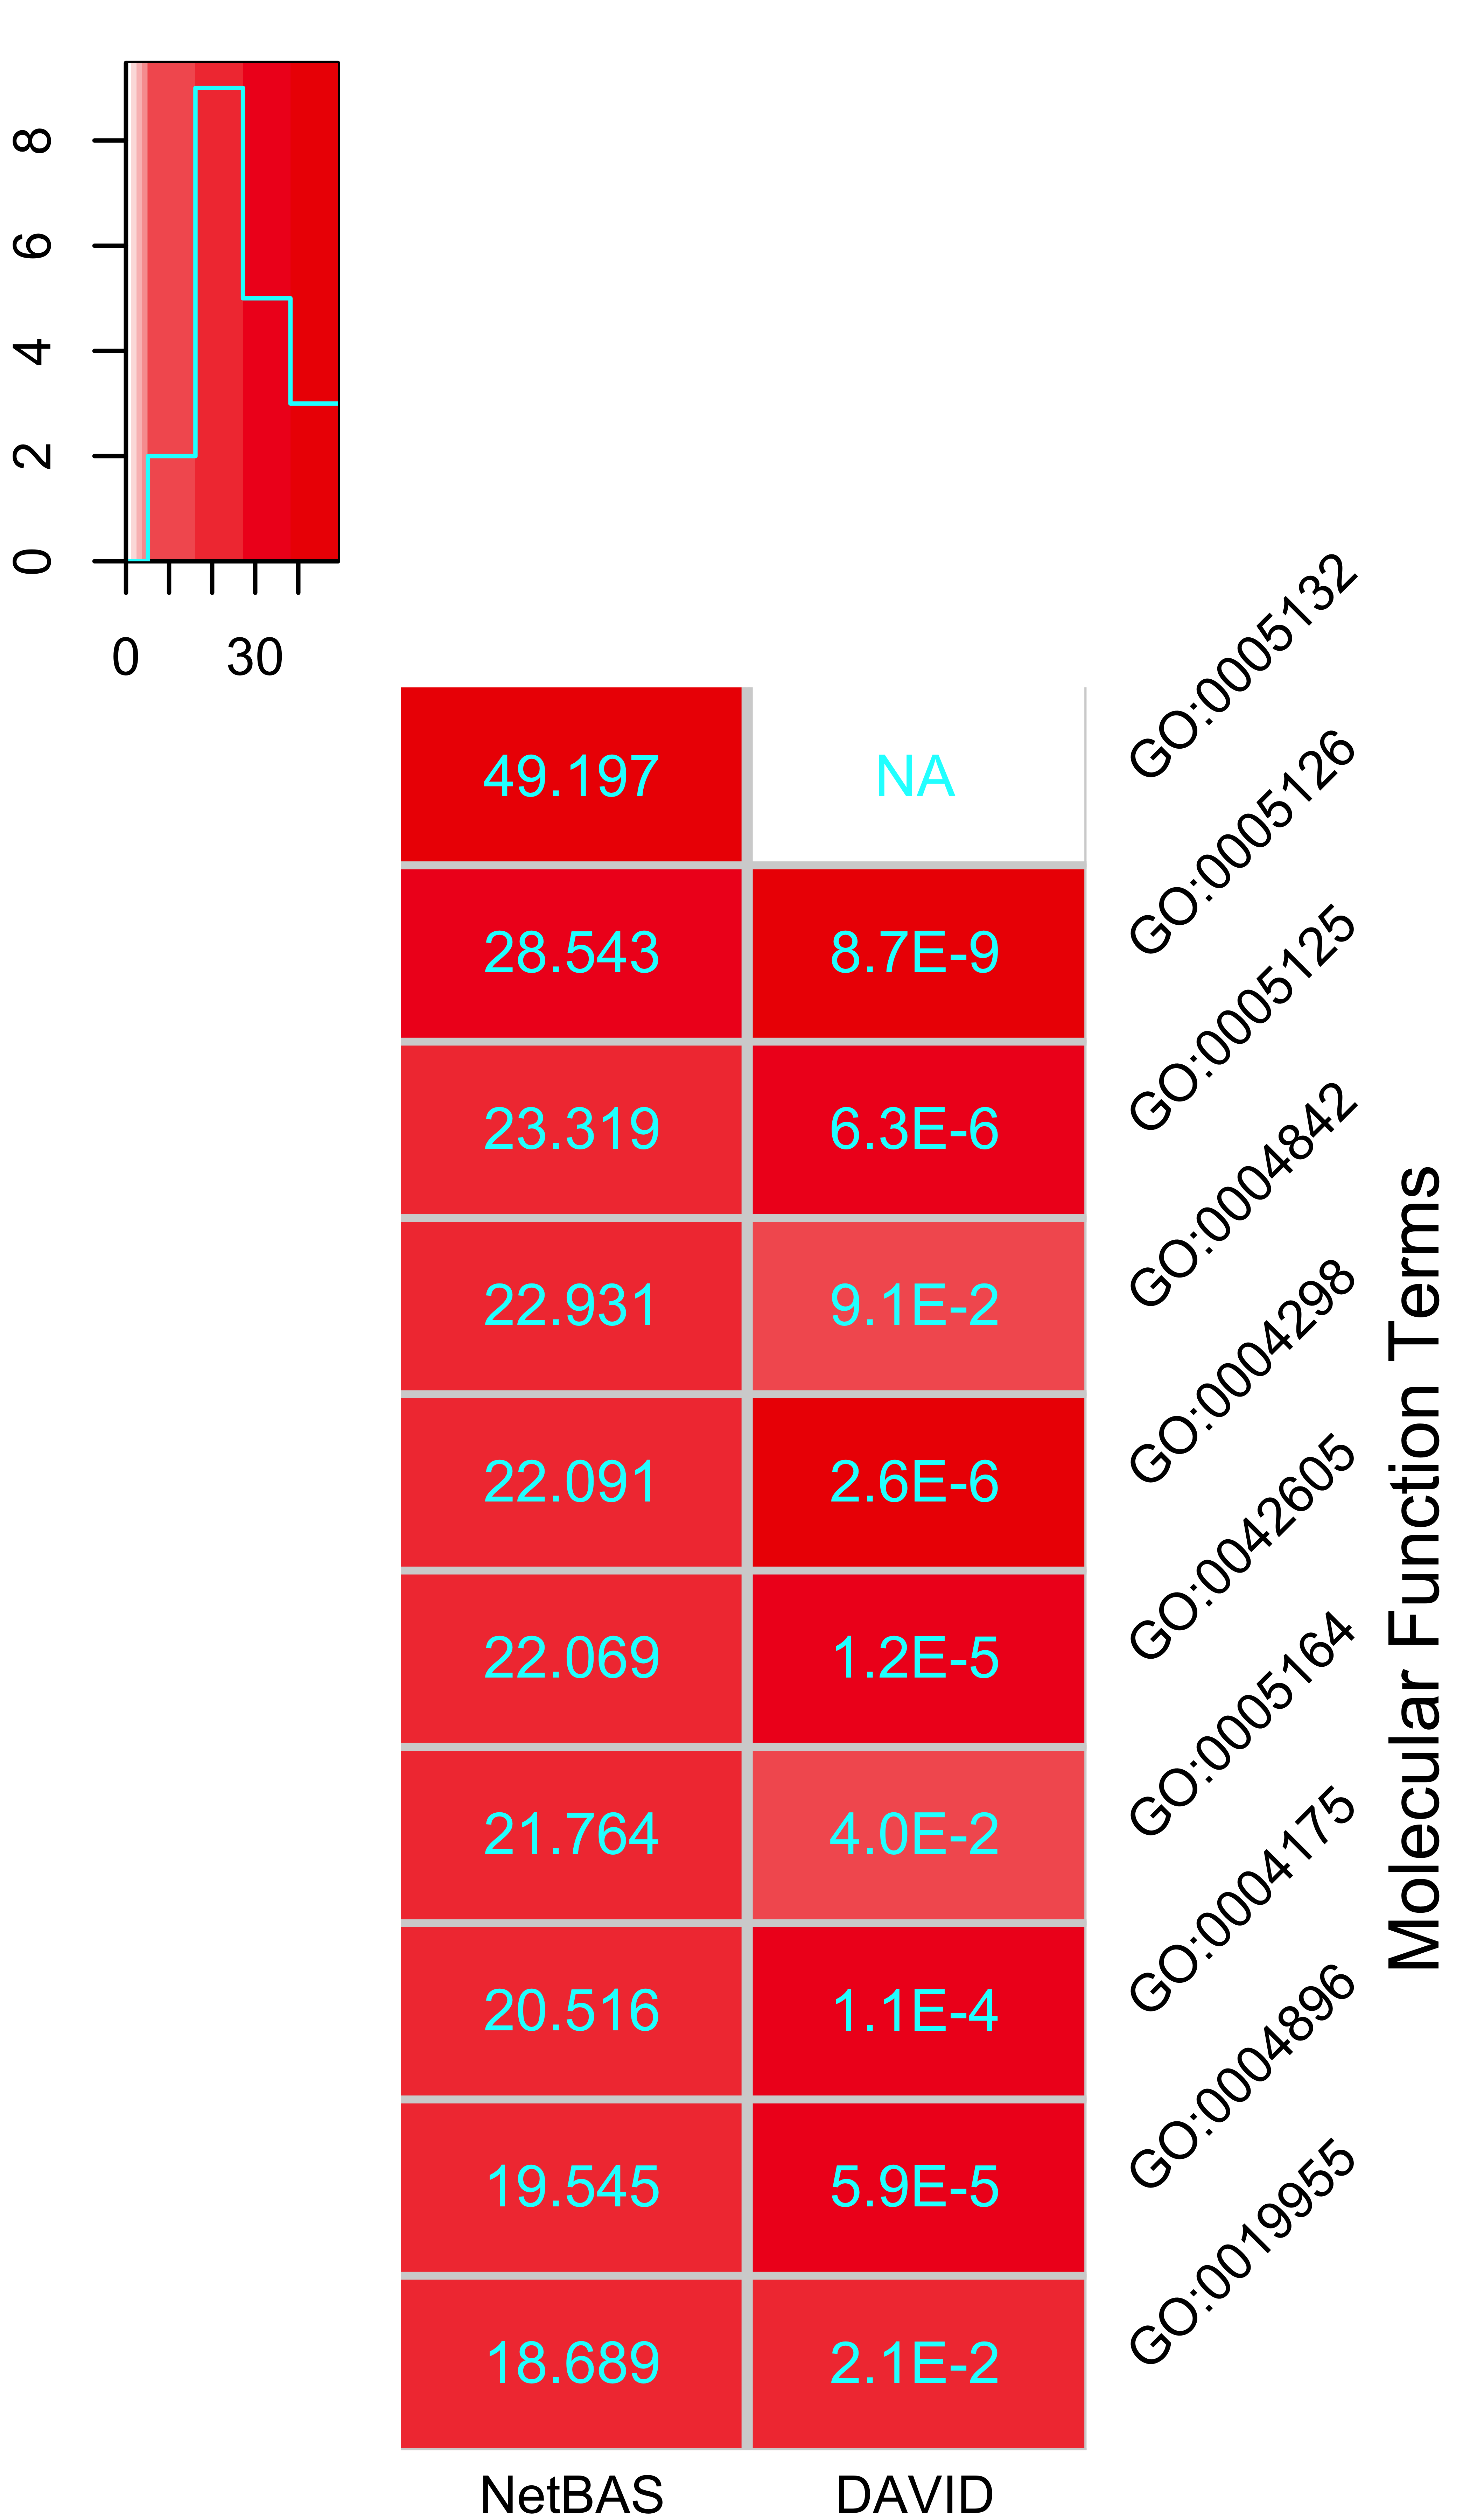 8
6
4
2
0
0 30
49.197 NA GO:0005132
28.543 8.7E-9 GO:0005126
23.319 6.3E-6 GO:0005125
22.931 9.1E-2 GO:0004842
22.091 2.6E-6 GO:0004298
22.069 1.2E-5 GO:0042605
21.764 4.0E-2 GO:0005164
20.516 1.1E-4 GO:0004175
19.545 5.9E-5 GO:0004896
18.689 2.1E-2 GO:0019955
NetBAS DAVID
Molecular Function Terms